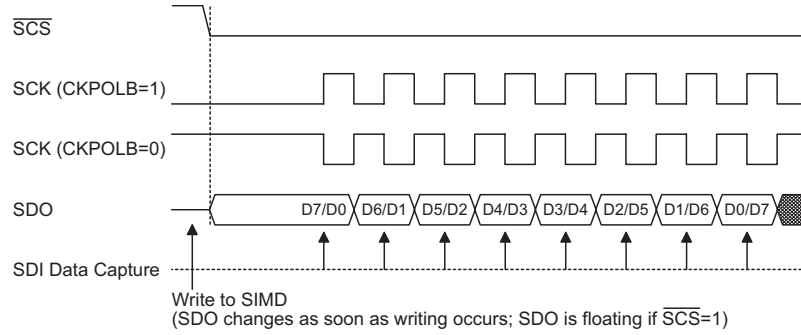 SCS
SCK (CKPOLB=1)
SCK (CKPOLB=0)
SDO D7/D0 D6/D1 D5/D2 D4/D3 D3/D4 D2/D5 D1/D6 D0/D7
SDI Data Capture
Write to SIMD
(SDO changes as soon as writing occurs; SDO is floating if SCS=1)